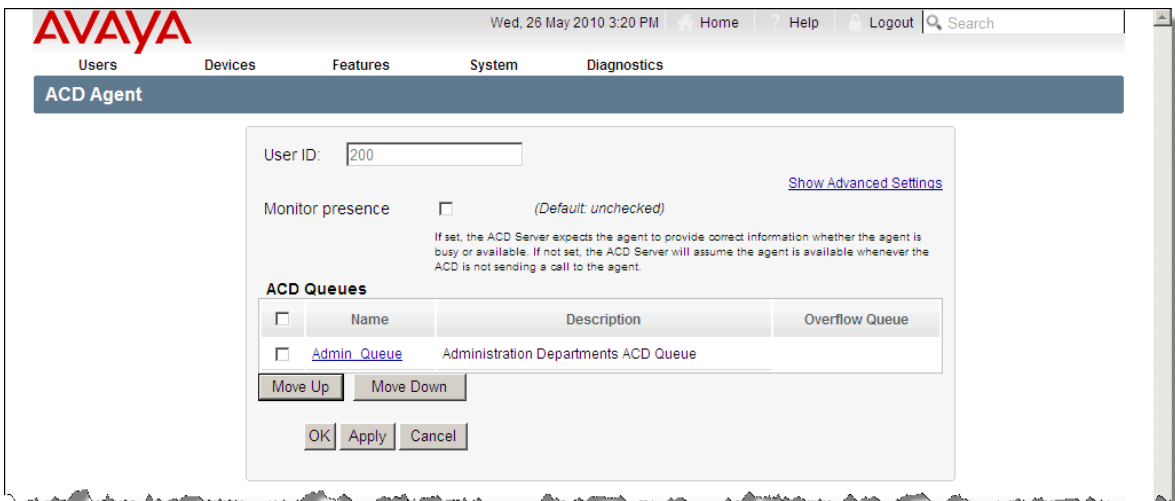 AVAYA
Wed, 26 May 2010 3:20 PM Home ? Help Logout Search
Users Devices Features System Diagnostics
ACD Agent
User ID: 200
Show Advanced Settings
Monitor presence (Default: unchecked)
If set, the ACD Server expects the agent to provide correct information whether the agent is
busy or available. If not set, the ACD Server will assume the agent is available whenever the
ACD is not sending a call to the agent.
ACD Queues
Name Description Overflow Queue
Admin_Queue Administration Departments ACD Queue
Move Up Move Down
OK Apply Cancel